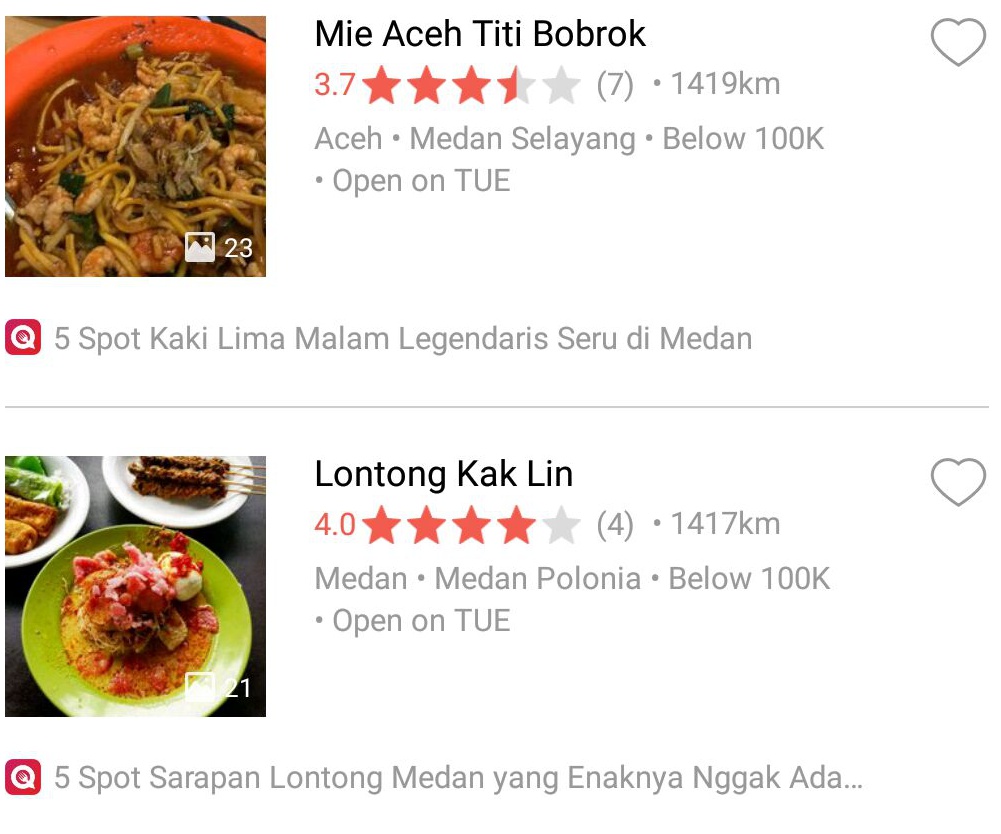 Mie Aceh Titi Bobrok
3.7 (7) • 1419km
Aceh • Medan Selayang • Below 100K
• Open on TUE
23
5 Spot Kaki Lima Malam Legendaris Seru di Medan
Lontong Kak Lin
4.0 (4) • 1417km
Medan • Medan Polonia • Below 100K
• Open on TUE
21
5 Spot Sarapan Lontong Medan yang Enaknya Nggak Ada...